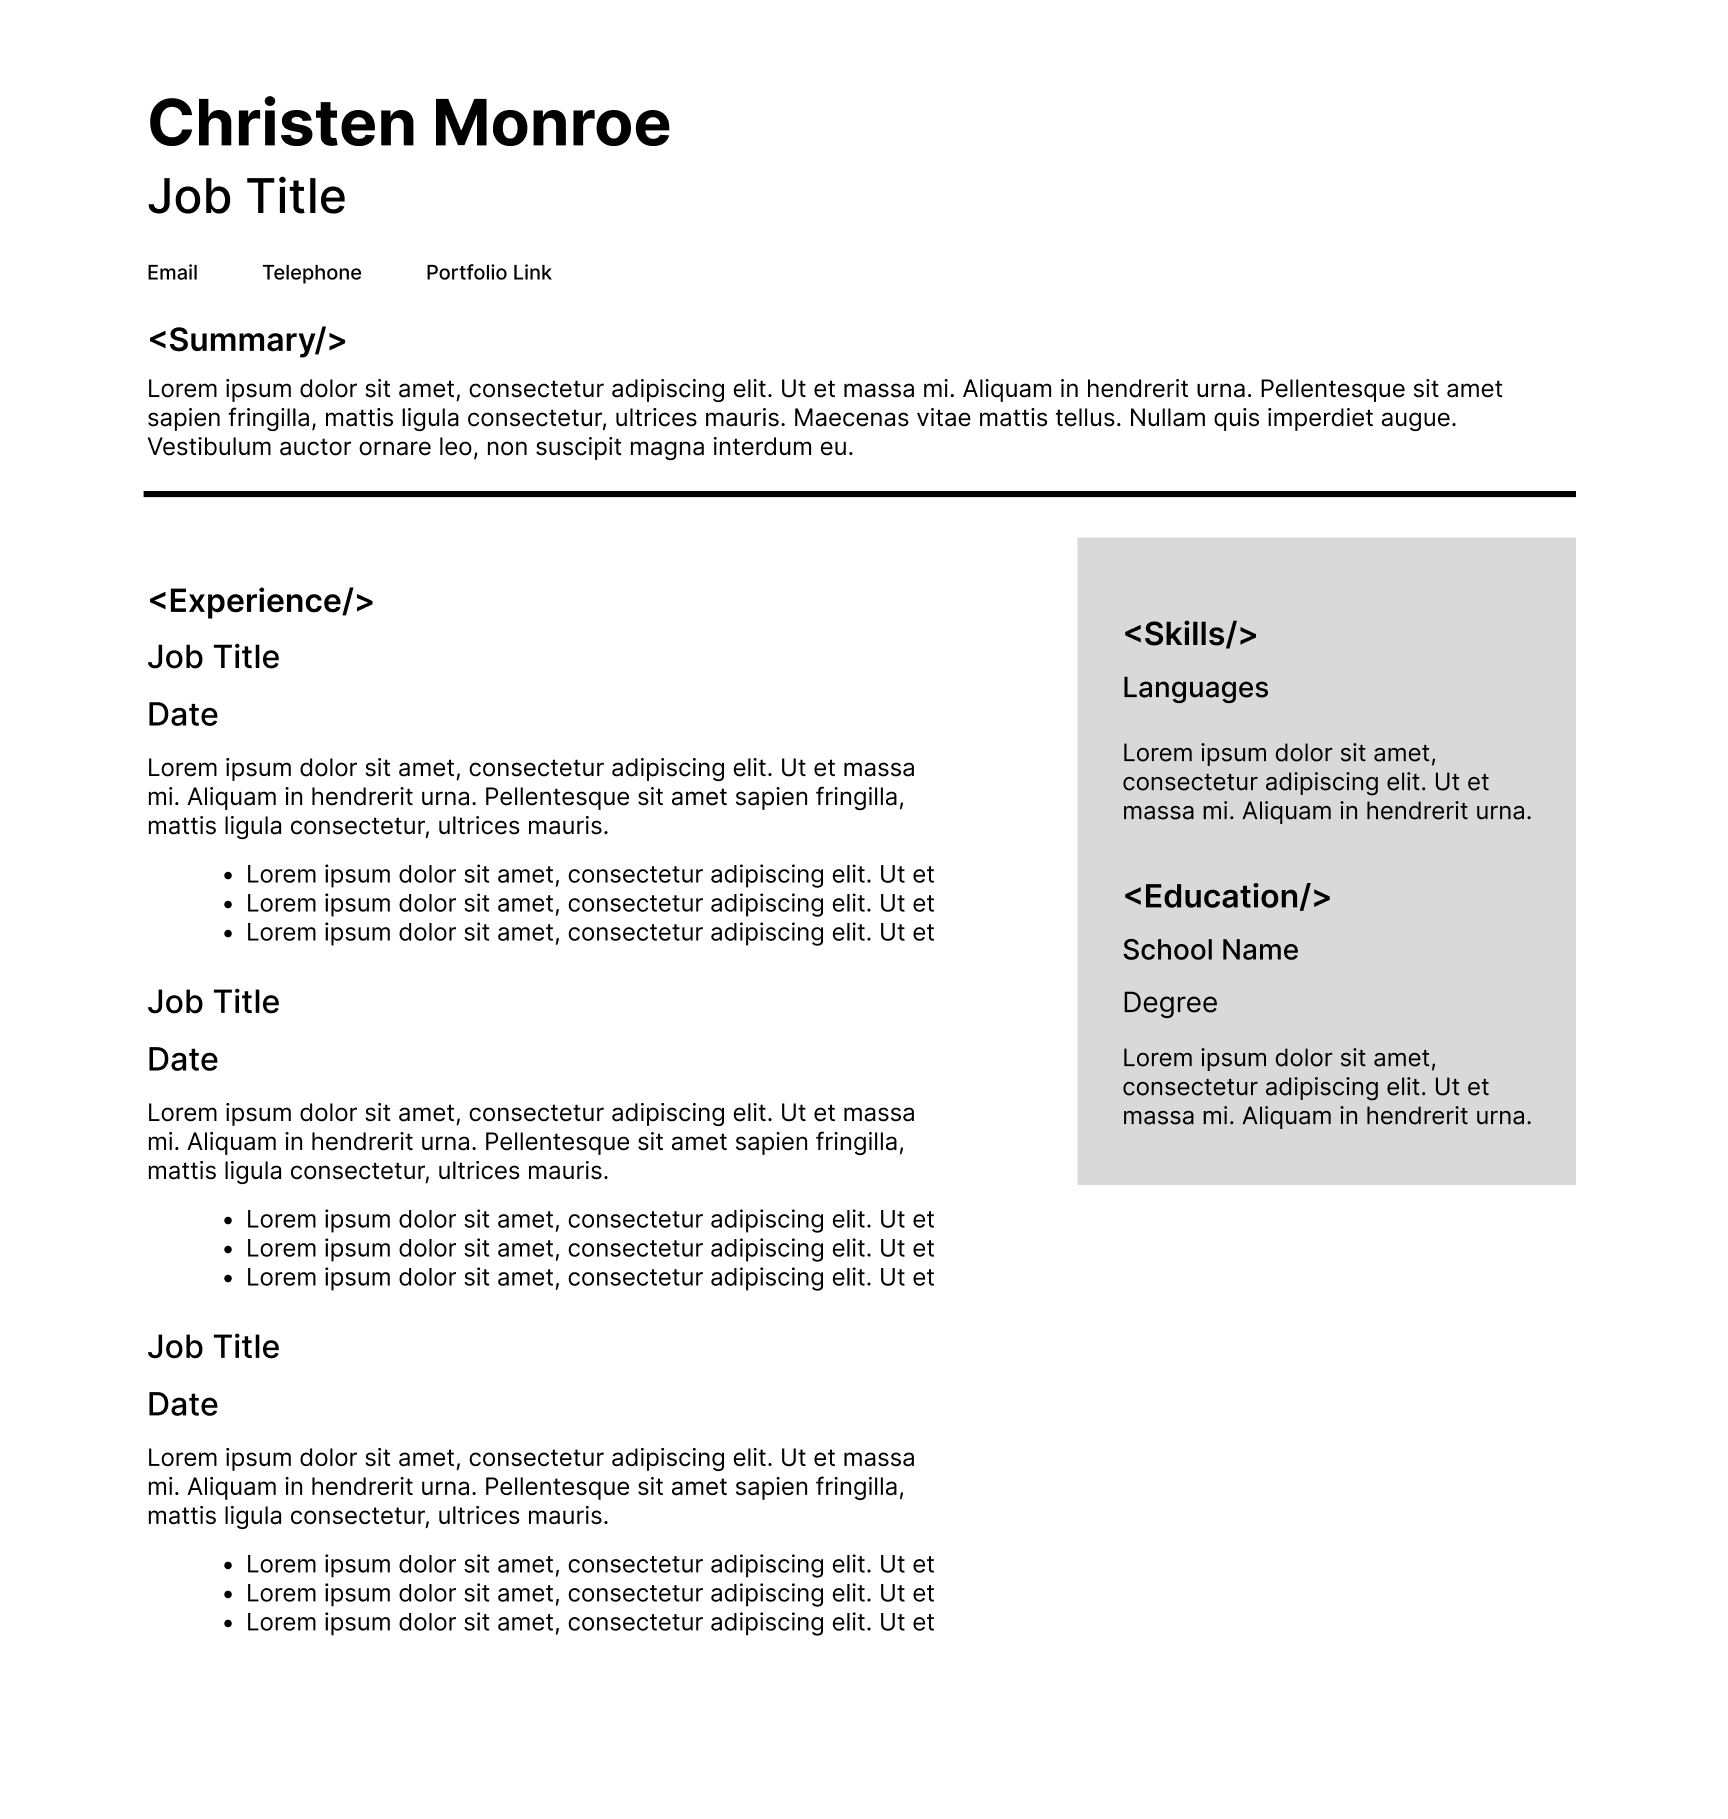 Christen Monroe
Job Title
Email Telephone Portfolio Link
<Summary/>
Lorem ipsum dolor sit amet, consectetur adipiscing elit. Ut et massa mi. Aliquam in hendrerit urna. Pellentesque sit amet
sapien fringilla, mattis ligula consectetur, ultrices mauris. Maecenas vitae mattis tellus. Nullam quis imperdiet augue.
Vestibulum auctor ornare leo, non suscipit magna interdum eu.
<Experience/>
Job Title
Date
Lorem ipsum dolor sit amet, consectetur adipiscing elit. Ut et massa
mi. Aliquam in hendrerit urna. Pellentesque sit amet sapien fringilla,
mattis ligula consectetur, ultrices mauris.
• Lorem ipsum dolor sit amet, consectetur adipiscing elit. Ut et
• Lorem ipsum dolor sit amet, consectetur adipiscing elit. Ut et
• Lorem ipsum dolor sit amet, consectetur adipiscing elit. Ut et
Job Title
Date
Lorem ipsum dolor sit amet, consectetur adipiscing elit. Ut et massa
mi. Aliquam in hendrerit urna. Pellentesque sit amet sapien fringilla,
mattis ligula consectetur, ultrices mauris.
• Lorem ipsum dolor sit amet, consectetur adipiscing elit. Ut et
• Lorem ipsum dolor sit amet, consectetur adipiscing elit. Ut et
• Lorem ipsum dolor sit amet, consectetur adipiscing elit. Ut et
Job Title
Date
Lorem ipsum dolor sit amet, consectetur adipiscing elit. Ut et massa
mi. Aliquam in hendrerit urna. Pellentesque sit amet sapien fringilla,
mattis ligula consectetur, ultrices mauris.
• Lorem ipsum dolor sit amet, consectetur adipiscing elit. Ut et
• Lorem ipsum dolor sit amet, consectetur adipiscing elit. Ut et
• Lorem ipsum dolor sit amet, consectetur adipiscing elit. Ut et
<Skills/>
Languages
Lorem ipsum dolor sit amet,
consectetur adipiscing elit. Ut et
massa mi. Aliquam in hendrerit urna.
<Education/>
School Name
Degree
Lorem ipsum dolor sit amet,
consectetur adipiscing elit. Ut et
massa mi. Aliquam in hendrerit urna.